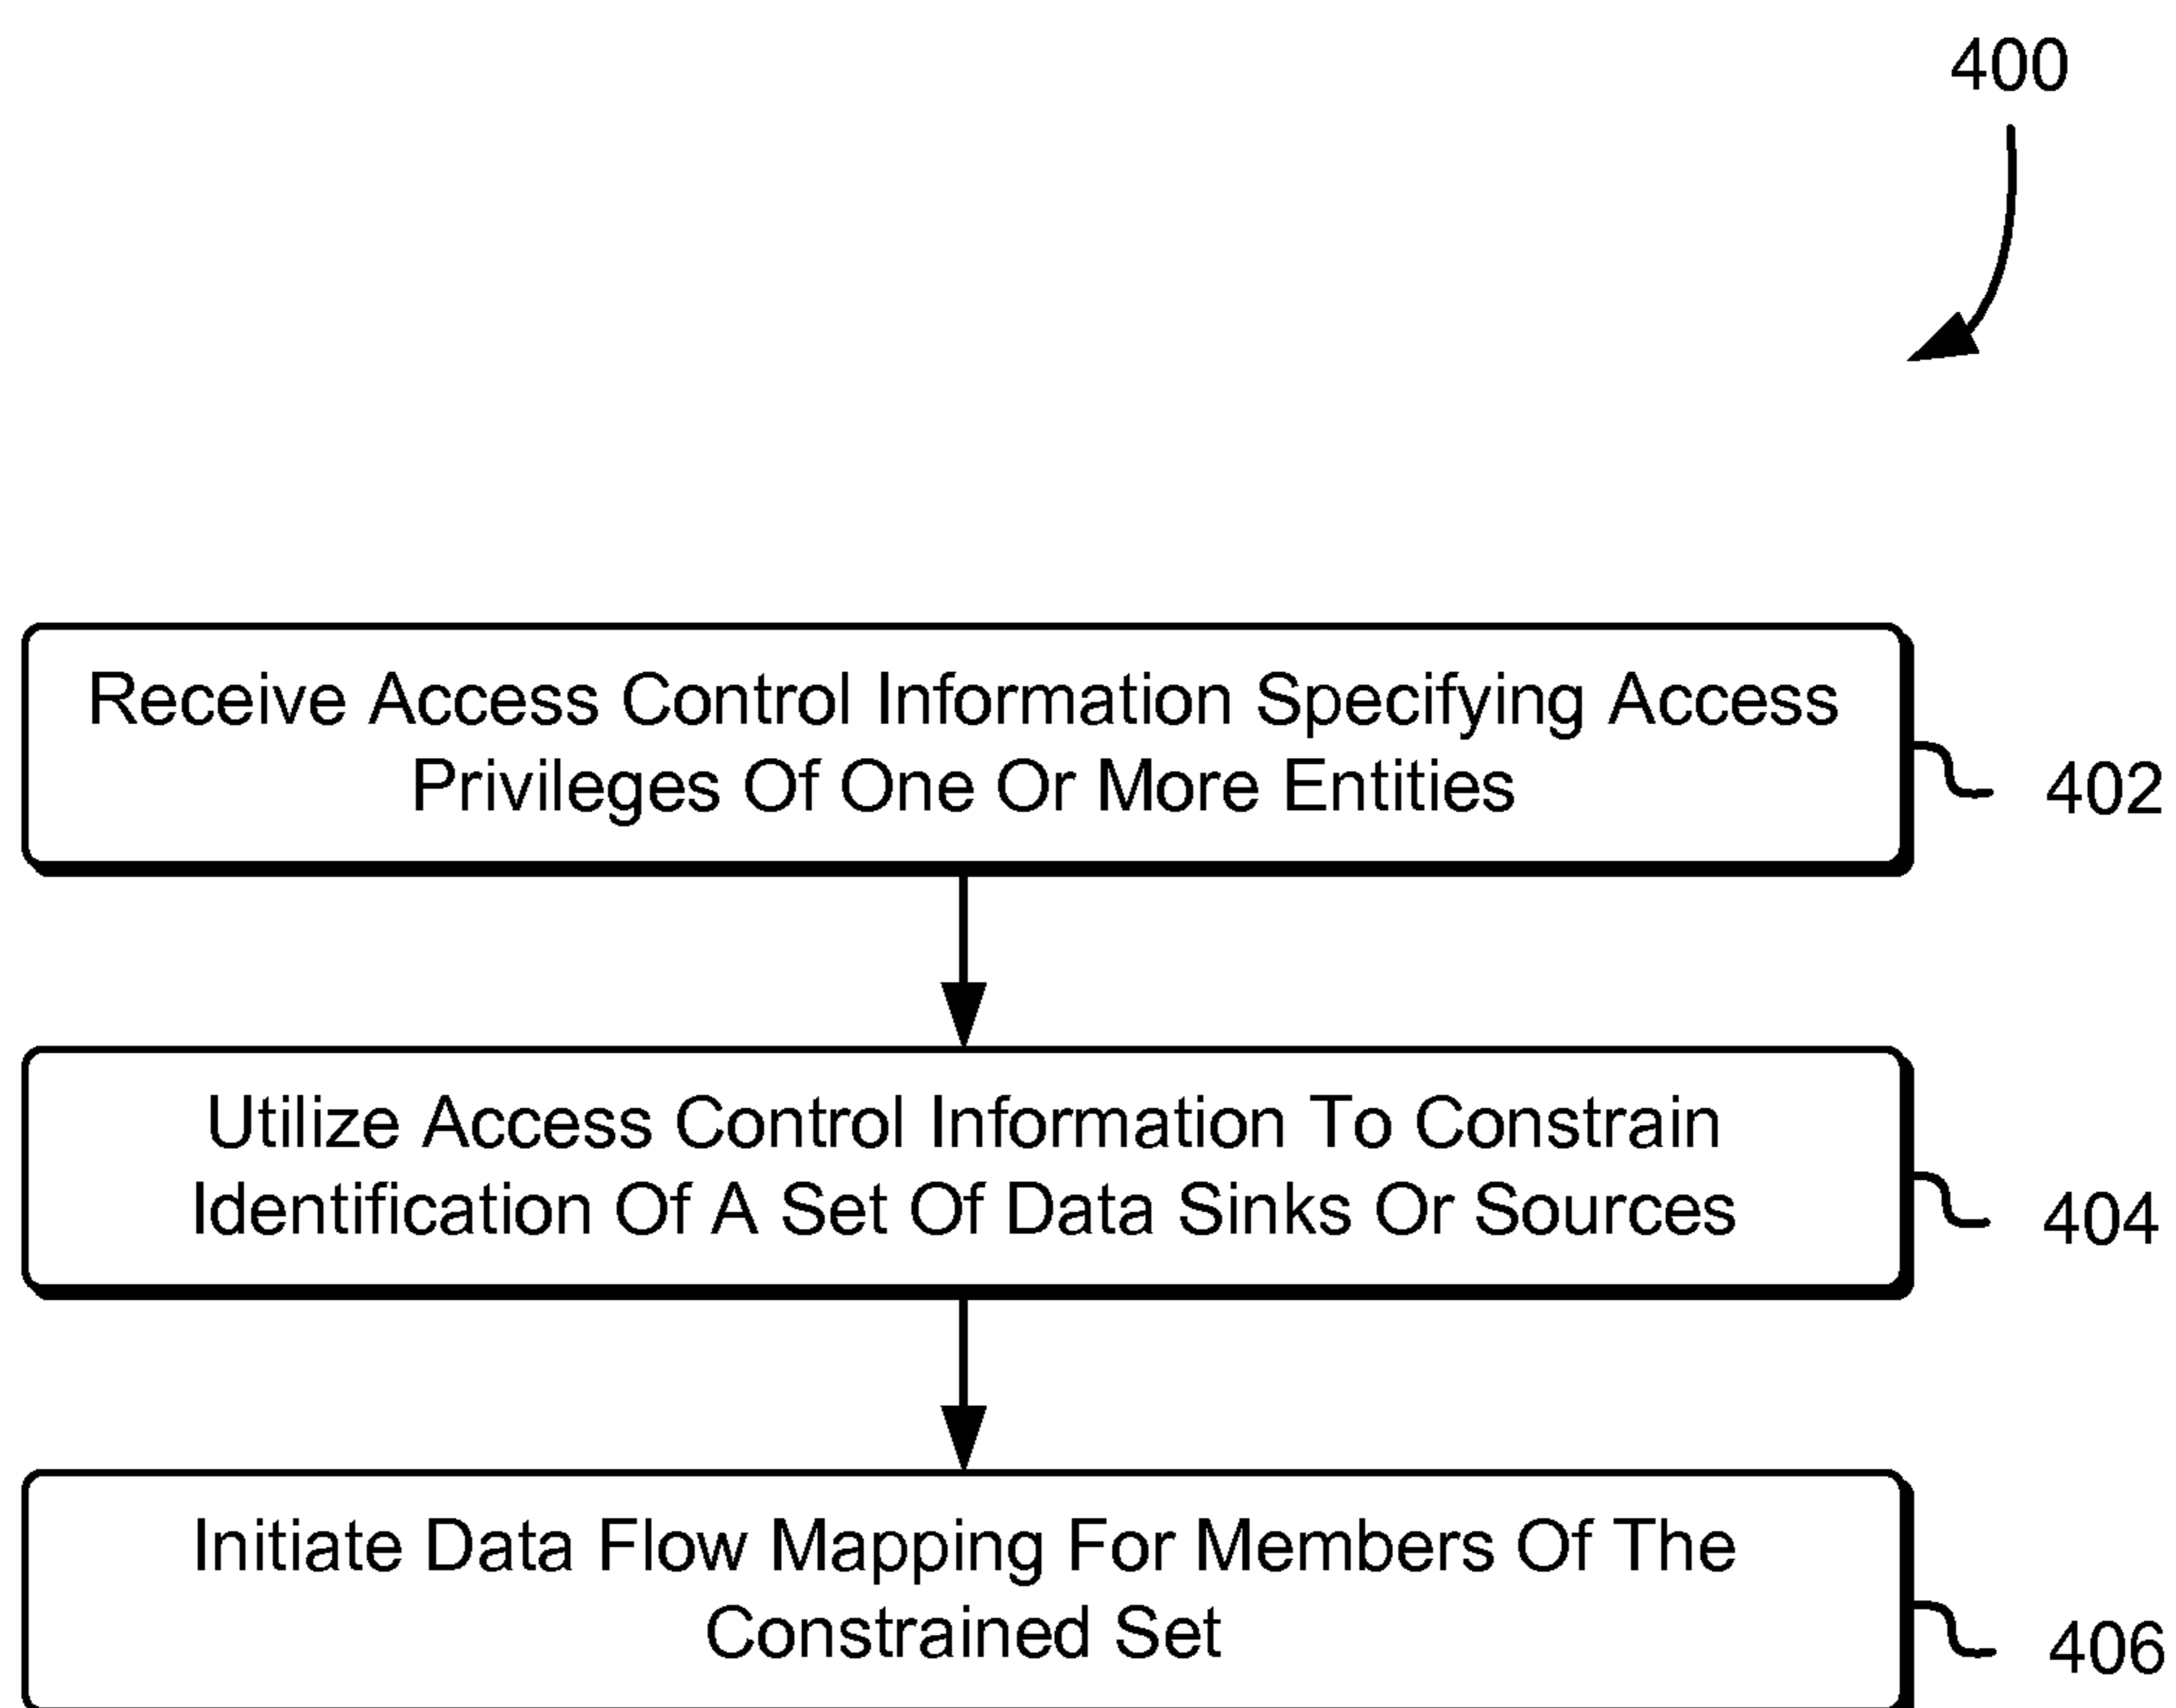 400
Receive Access Control Information Specifying Access
Privileges Of One Or More Entities
402
Utilize Access Control Information To Constrain
Identification Of A Set Of Data Sinks Or Sources
404
Initiate Data Flow Mapping For Members Of The
Constrained Set
406